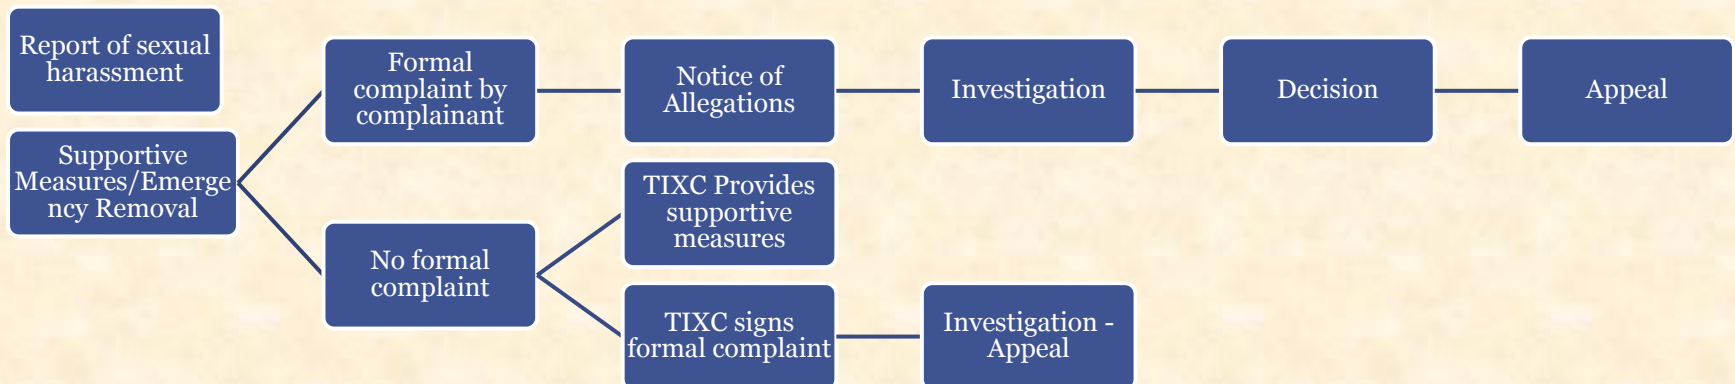 Report of sexual
harassment
Supportive
Measures/Emerge
ncy Removal
Formal
complaint by
complainant
No formal
complaint
Notice of
Allegations
TIXC Provides
supportive
measures
TIXC signs
formal complaint
Investigation
Investigation -
Appeal
Decision
Appeal